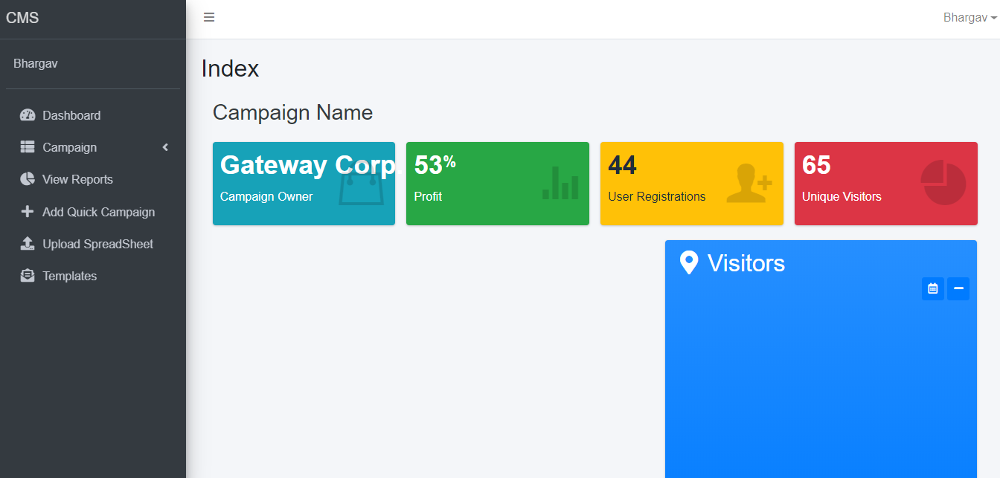 CMS
Bhargav
Bhargav
Dashboard
Campaign
View Reports
Add Quick Campaign
Upload SpreadSheet
Templates
Index
Campaign Name
Gateway Corp.
Campaign Owner
53%
Profit
44
User Registrations
65
Unique Visitors
Visitors